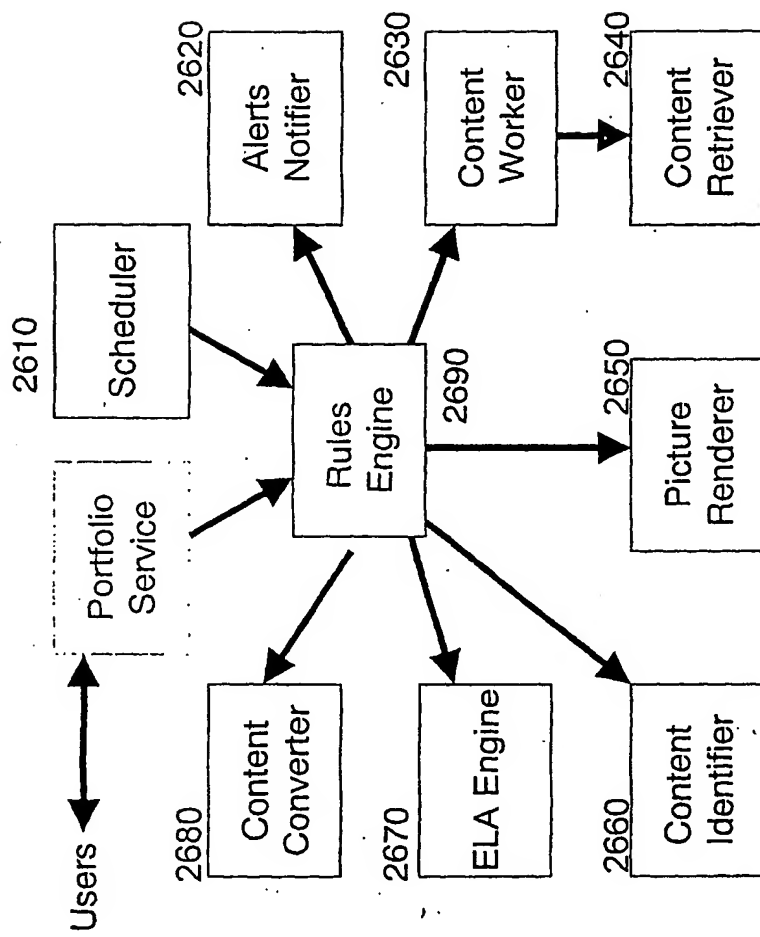 Users
Portfolio
Service
2610
Scheduler
2680
Content
Converter
2620
Alerts
Notifier
Rules
Engine
2690
2670
ELA Engine
2630
Content
Worker
2660
Content
Identifier
2650
Picture
Renderer
2640
Content
Retriever